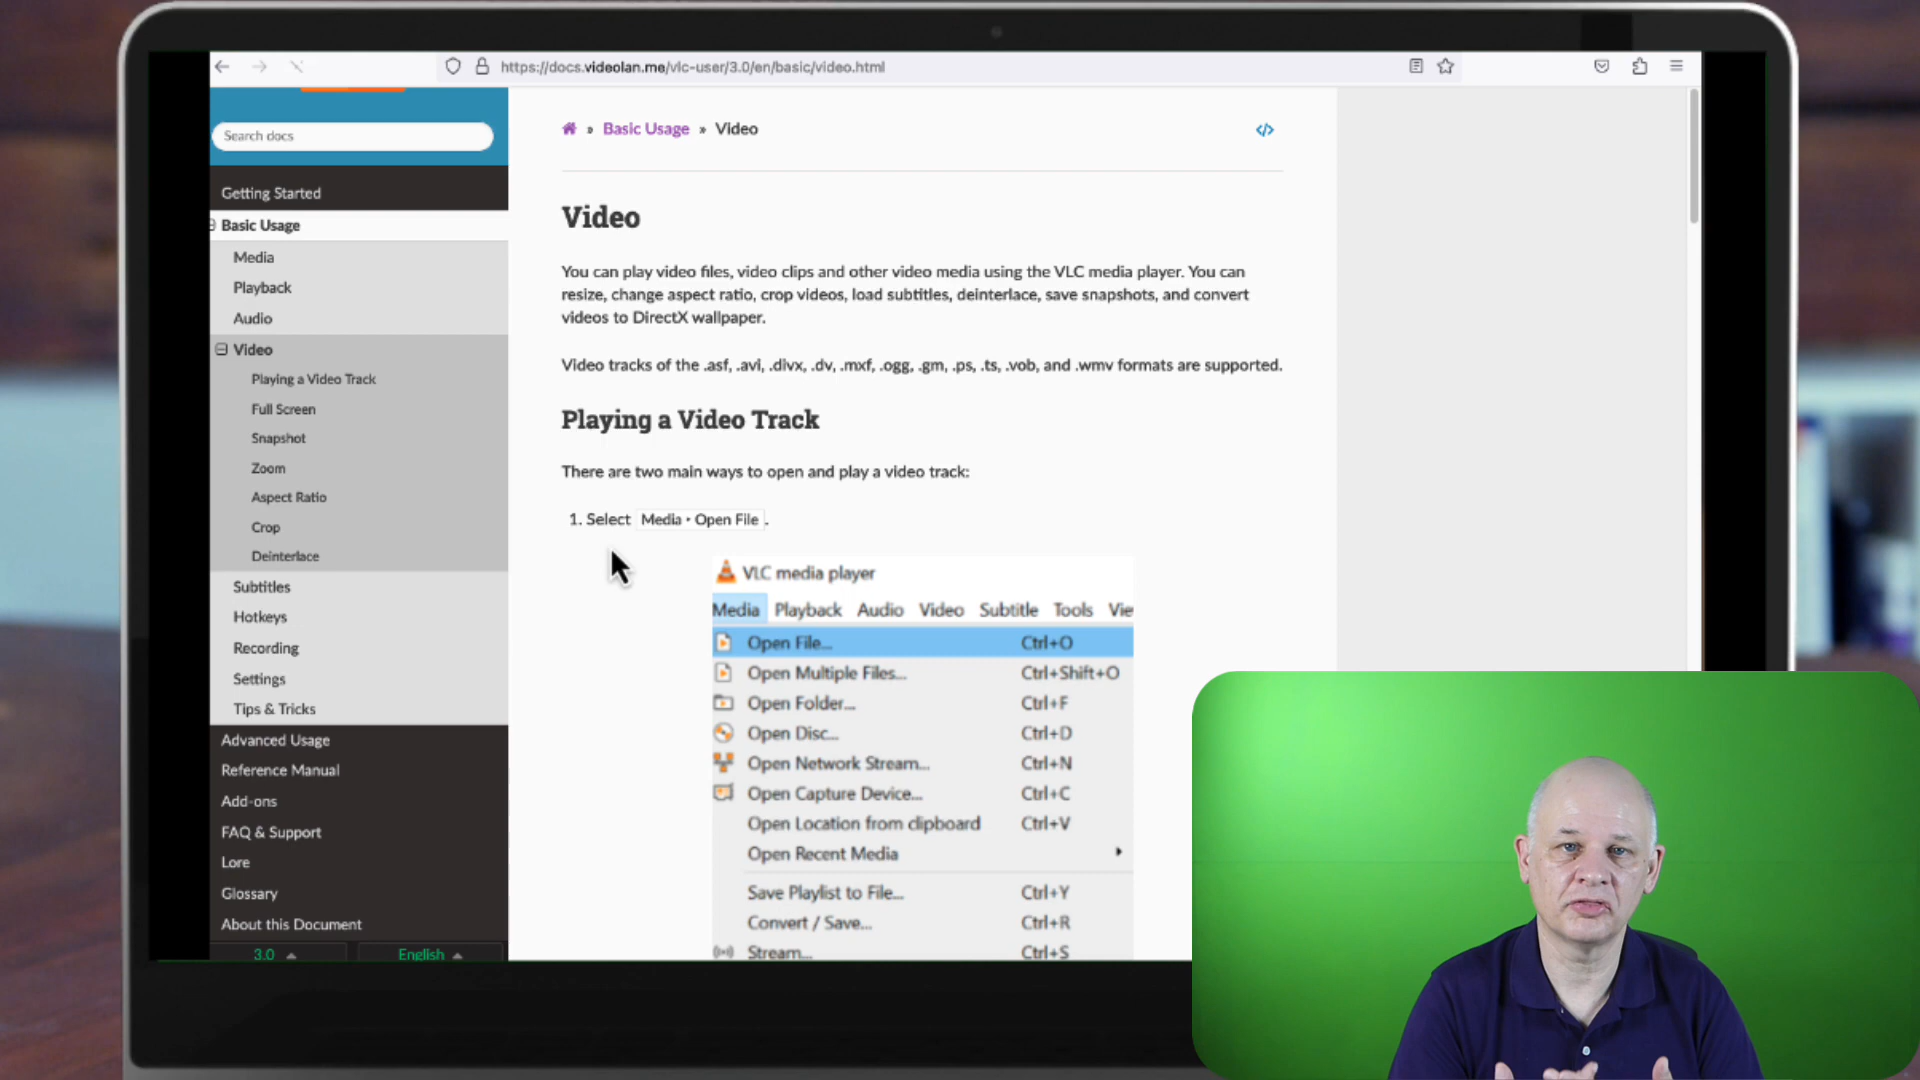 https://docs.videolan.me/vlc-user/3.0/en/basic/video.html
Search docs
Getting Started
Basic Usage
Media
Playback
Audio
Video
Playing a Video Track
Full Screen
Snapshot
Zoom
Aspect Ratio
Crop
Deinterlace
Subtitles
Hotkeys
Recording
Settings
Tips & Tricks
Advanced Usage
Reference Manual
Add-ons
FAQ & Support
Lore
Glossary
About this Document
3.0 English
» Basic Usage » Video
Video
You can play video files, video clips and other video media using the VLC media player. You can
resize, change aspect ratio, crop videos, load subtitles, deinterlace, save snapshots, and convert
videos to DirectX wallpaper.
Video tracks of the .asf, .avi, .divx, .dv, .mxf, .ogg, .gm, .ps, .ts, .vob, and .wmv formats are supported.
Playing a Video Track
There are two main ways to open and play a video track:
1. Select Media ‣ Open File .
VLC media player
Media Playback Audio Video Subtitle Tools Vie
Open File... Ctrl+O
Open Multiple Files... Ctrl+Shift+O
Open Folder... Ctrl+F
Open Disc... Ctrl+D
Open Network Stream... Ctrl+N
Open Capture Device... Ctrl+C
Open Location from clipboard Ctrl+V
Open Recent Media
Save Playlist to File... Ctrl+Y
Convert / Save... Ctrl+R
Stream... Ctrl+S